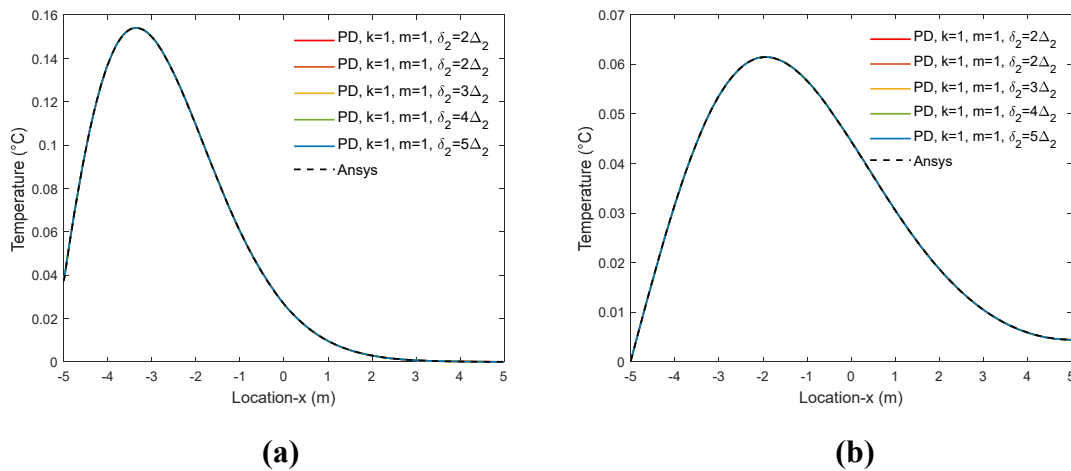 0.16
0.14
0.12
0.1
0.08
0.06
0.04
0.02
0
Temperature (°C)
-5 -4 -3 -2 -1 0 1 2 3 4 5
Location-x (m)
PD, k=1, m=1, δ₂=2Δ₂
PD, k=1, m=1, δ₂=2Δ₂
PD, k=1, m=1, δ₂=3Δ₂
PD, k=1, m=1, δ₂=4Δ₂
PD, k=1, m=1, δ₂=5Δ₂
Ansys
(a)
0.07
0.06
0.05
0.04
0.03
0.02
0.01
0
Temperature (°C)
-5 -4 -3 -2 -1 0 1 2 3 4 5
Location-x (m)
PD, k=1, m=1, δ₂=2Δ₂
PD, k=1, m=1, δ₂=2Δ₂
PD, k=1, m=1, δ₂=3Δ₂
PD, k=1, m=1, δ₂=4Δ₂
PD, k=1, m=1, δ₂=5Δ₂
Ansys
(b)